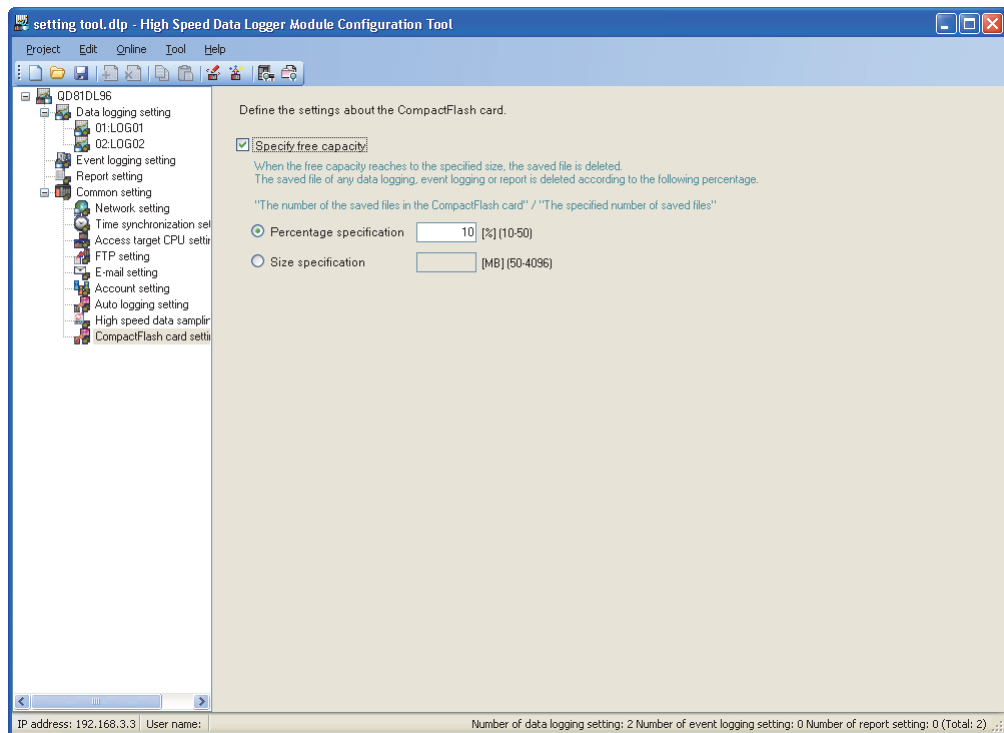 setting tool.dlp - High Speed Data Logger Module Configuration Tool
Project Edit Online Tool Help
QD81DL96
Data logging setting
01:LOG01
02:LOG02
Event logging setting
Report setting
Common setting
Network setting
Time synchronization set
Access target CPU settin
FTP setting
E-mail setting
Account setting
Auto logging setting
High speed data samplin
CompactFlash card settin
Define the settings about the CompactFlash card.
Specify free capacity
When the free capacity reaches to the specified size, the saved file is deleted.
The saved file of any data logging, event logging or report is deleted according to the following percentage.
"The number of the saved files in the CompactFlash card" / "The specified number of saved files"
Percentage specification 10 [%] (10-50)
Size specification [MB] (50-4096)
IP address: 192.168.3.3 User name: Number of data logging setting: 2 Number of event logging setting: 0 Number of report setting: 0 (Total: 2)